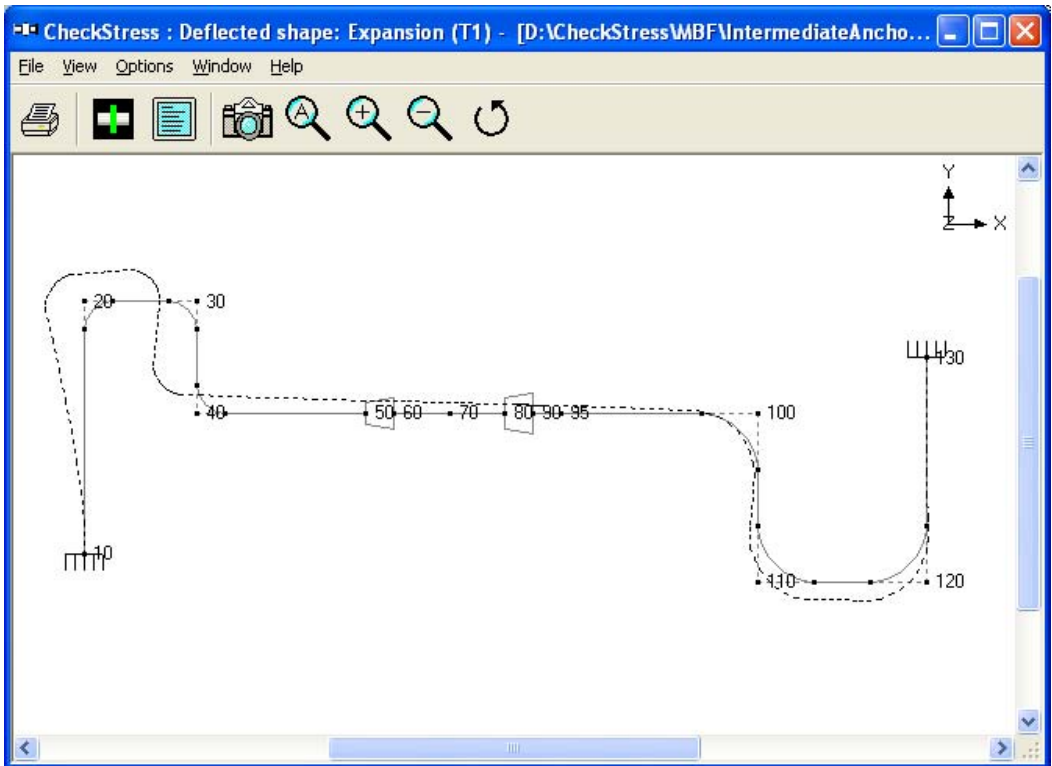 CheckStress : Deflected shape: Expansion (T1) - [D:\CheckStress\MBF\IntermediateAncho...
File View Options Window Help
A
Y
Z X
20 30
130
40 50 60 70 80 90 95 100
10
110 120